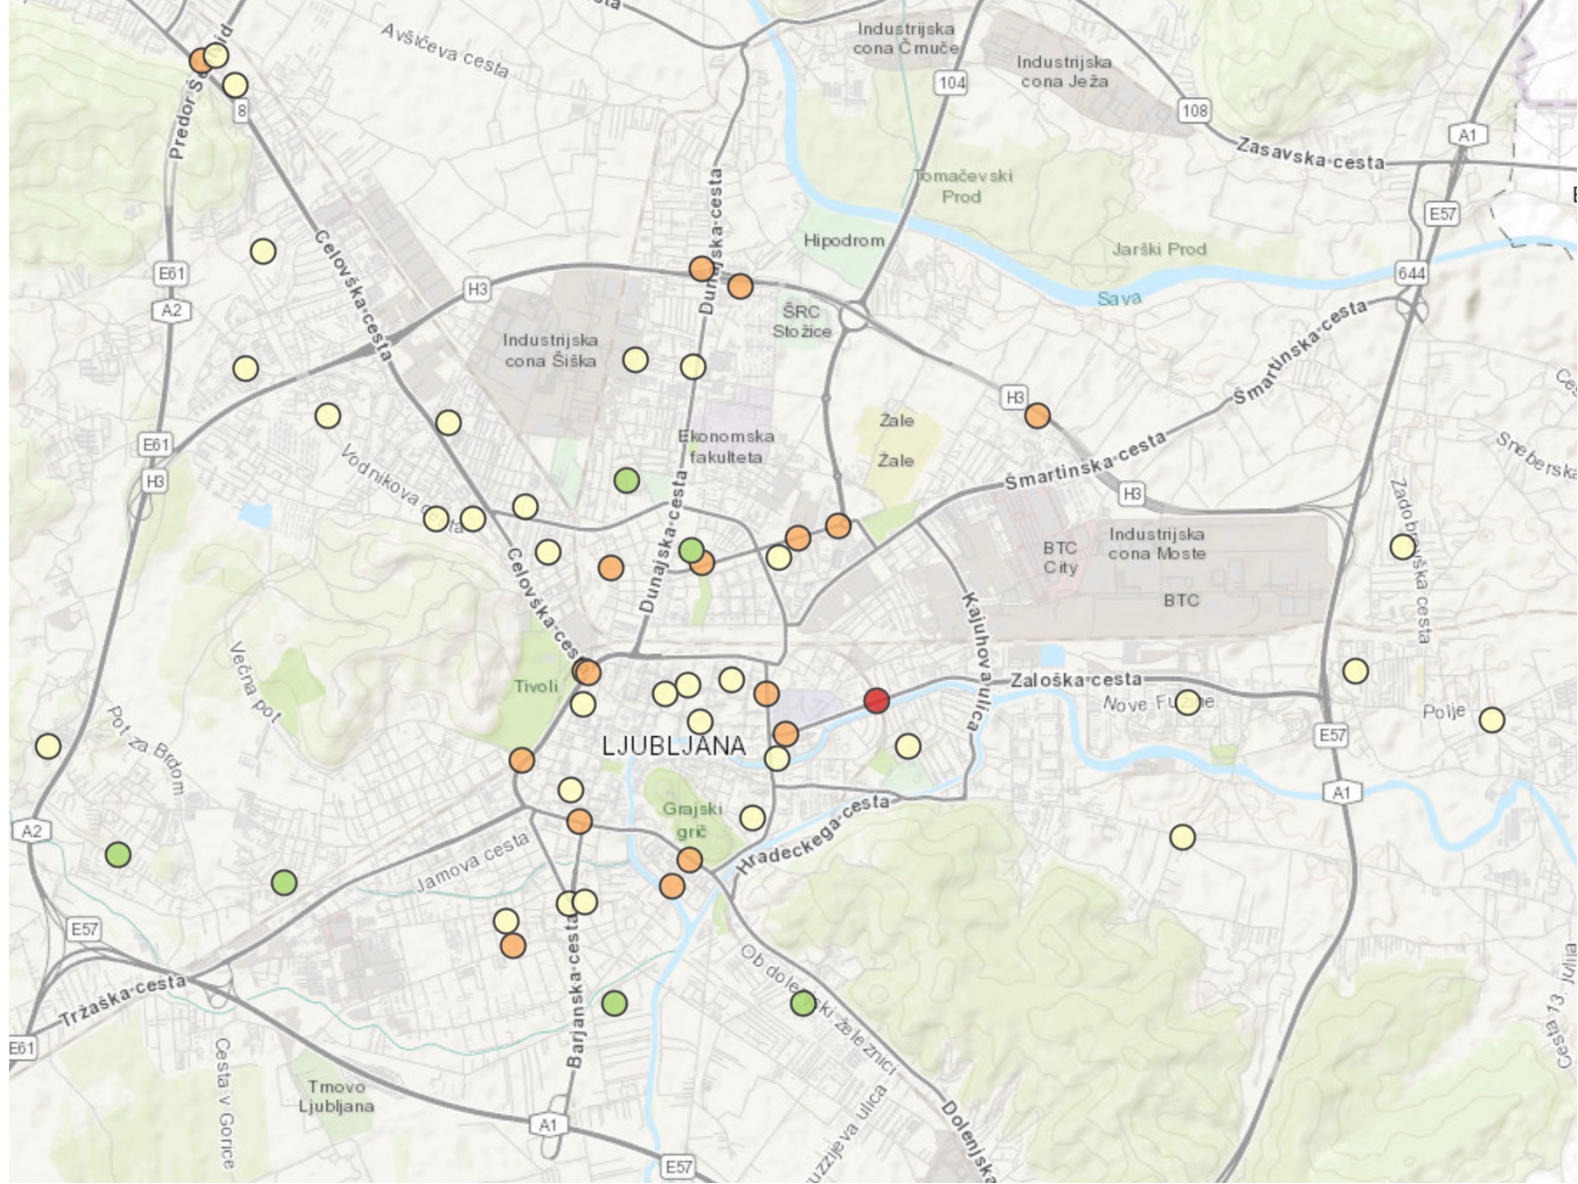 Avšičeva cesta
Industrijska
cona Črnuče
Industrijska
cona Ježa
104
108
8
A1
Zasavska cesta
Dunajska cesta
Tomačevski
Prod
E57
Hipodrom
Jarški Prod
Celovška cesta
E61
644
H3
A2
Sava
ŠRC
Stožice
Industrijska
cona Šiška
Šmartinska cesta
H3
Žale
E61
Ekonomska
fakulteta
Žale
Šmartinska cesta
Vodnikova cesta
H3
H3
Zadobrovška cesta
Dunajska cesta
Industrijska
cona Moste
BTC
City
BTC
Celovška cesta
Kajuhova ulica
Večna pot
Tivoli
Zaloška cesta
Nove Fužine
Polje
Pot za Brdom
LJUBLJANA
E57
A1
Grajski
grič
A2
Hradeckega cesta
Jamova cesta
E57
Barjanska cesta
Ob dolenjski železnici
Tržaška cesta
E61
Cesta 13. julija
Cesta v Gorice
Trnovo
Ljubljana
A1
E57
Dolenjska